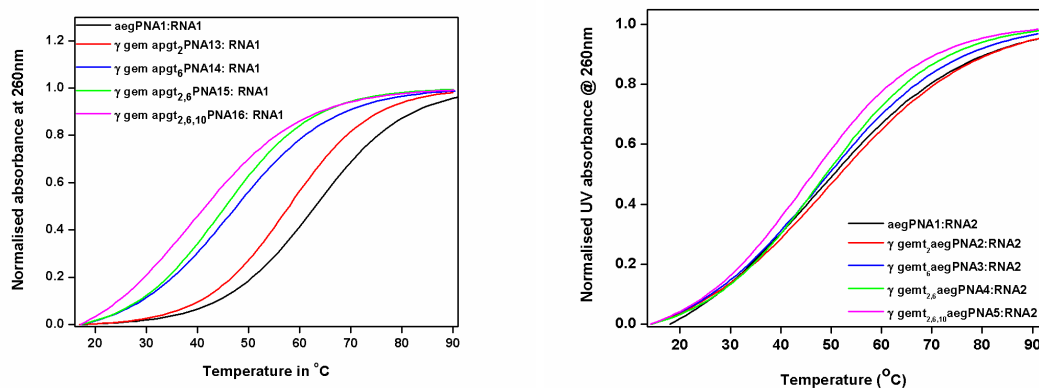 Normalised absorbance at 260nm
1.2
1.0
0.8
0.6
0.4
0.2
0.0
aegPNA1:RNA1
γ gem apgt2PNA13: RNA1
γ gem apgt6PNA14: RNA1
γ gem apgt2,6PNA15: RNA1
γ gem apgt2,6,10PNA16: RNA1
20 30 40 50 60 70 80 90
Temperature in °C
Normalised UV absorbance @ 260nm
1.0
0.8
0.6
0.4
0.2
0.0
aegPNA1:RNA2
γ gemt2aegPNA2:RNA2
γ gemt6aegPNA3:RNA2
γ gemt2,6aegPNA4:RNA2
γ gemt2,6,10aegPNA5:RNA2
20 30 40 50 60 70 80 90
Temperature (°C)